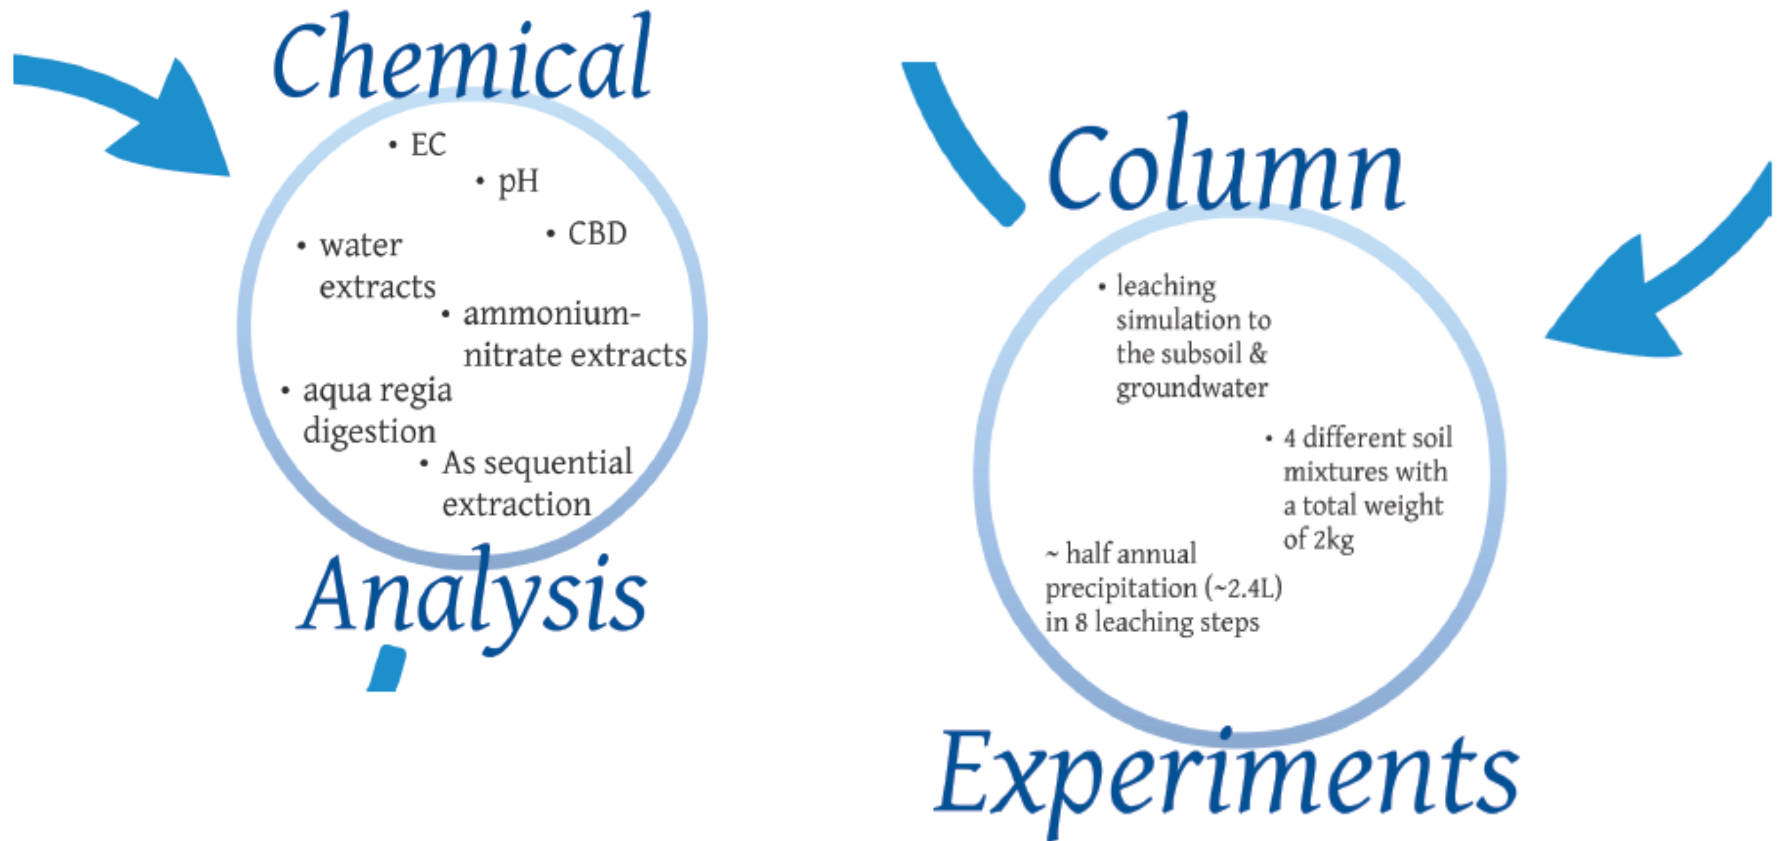 Chemical
• EC
• pH
• CBD
• water
extracts
• ammonium-
nitrate extracts
• aqua regia
digestion
• As sequential
extraction
Analysis
Column
• leaching
simulation to
the subsoil &
groundwater
• 4 different soil
mixtures with
a total weight
of 2kg
~ half annual
precipitation (~2.4L)
in 8 leaching steps
Experiments